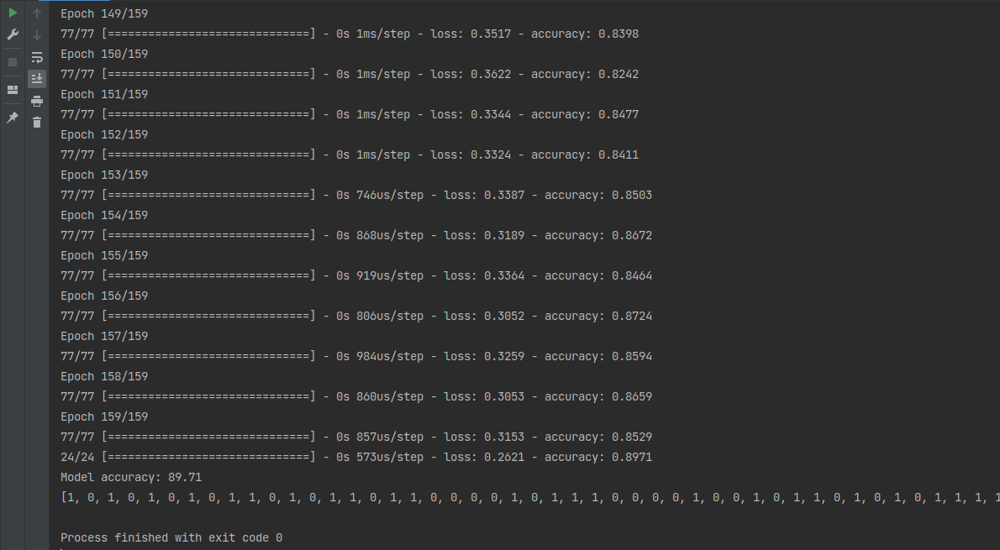 Epoch 149/159
77/77 [==============================] - 0s 1ms/step - loss: 0.3517 - accuracy: 0.8398
Epoch 150/159
77/77 [==============================] - 0s 1ms/step - loss: 0.3622 - accuracy: 0.8242
Epoch 151/159
77/77 [==============================] - 0s 1ms/step - loss: 0.3344 - accuracy: 0.8477
Epoch 152/159
77/77 [==============================] - 0s 1ms/step - loss: 0.3324 - accuracy: 0.8411
Epoch 153/159
77/77 [==============================] - 0s 746us/step - loss: 0.3387 - accuracy: 0.8503
Epoch 154/159
77/77 [==============================] - 0s 868us/step - loss: 0.3189 - accuracy: 0.8672
Epoch 155/159
77/77 [==============================] - 0s 919us/step - loss: 0.3364 - accuracy: 0.8464
Epoch 156/159
77/77 [==============================] - 0s 806us/step - loss: 0.3052 - accuracy: 0.8724
Epoch 157/159
77/77 [==============================] - 0s 984us/step - loss: 0.3259 - accuracy: 0.8594
Epoch 158/159
77/77 [==============================] - 0s 860us/step - loss: 0.3053 - accuracy: 0.8659
Epoch 159/159
77/77 [==============================] - 0s 857us/step - loss: 0.3153 - accuracy: 0.8529
24/24 [==============================] - 0s 573us/step - loss: 0.2621 - accuracy: 0.8971
Model accuracy: 89.71
[1, 0, 1, 0, 1, 0, 1, 0, 1, 1, 0, 1, 0, 1, 1, 0, 1, 1, 0, 0, 0, 0, 1, 0, 1, 1, 1, 0, 0, 0, 0, 1, 0, 0, 1, 0, 1, 1, 0, 1, 0, 1, 0, 1, 1, 1, 1
Process finished with exit code 0